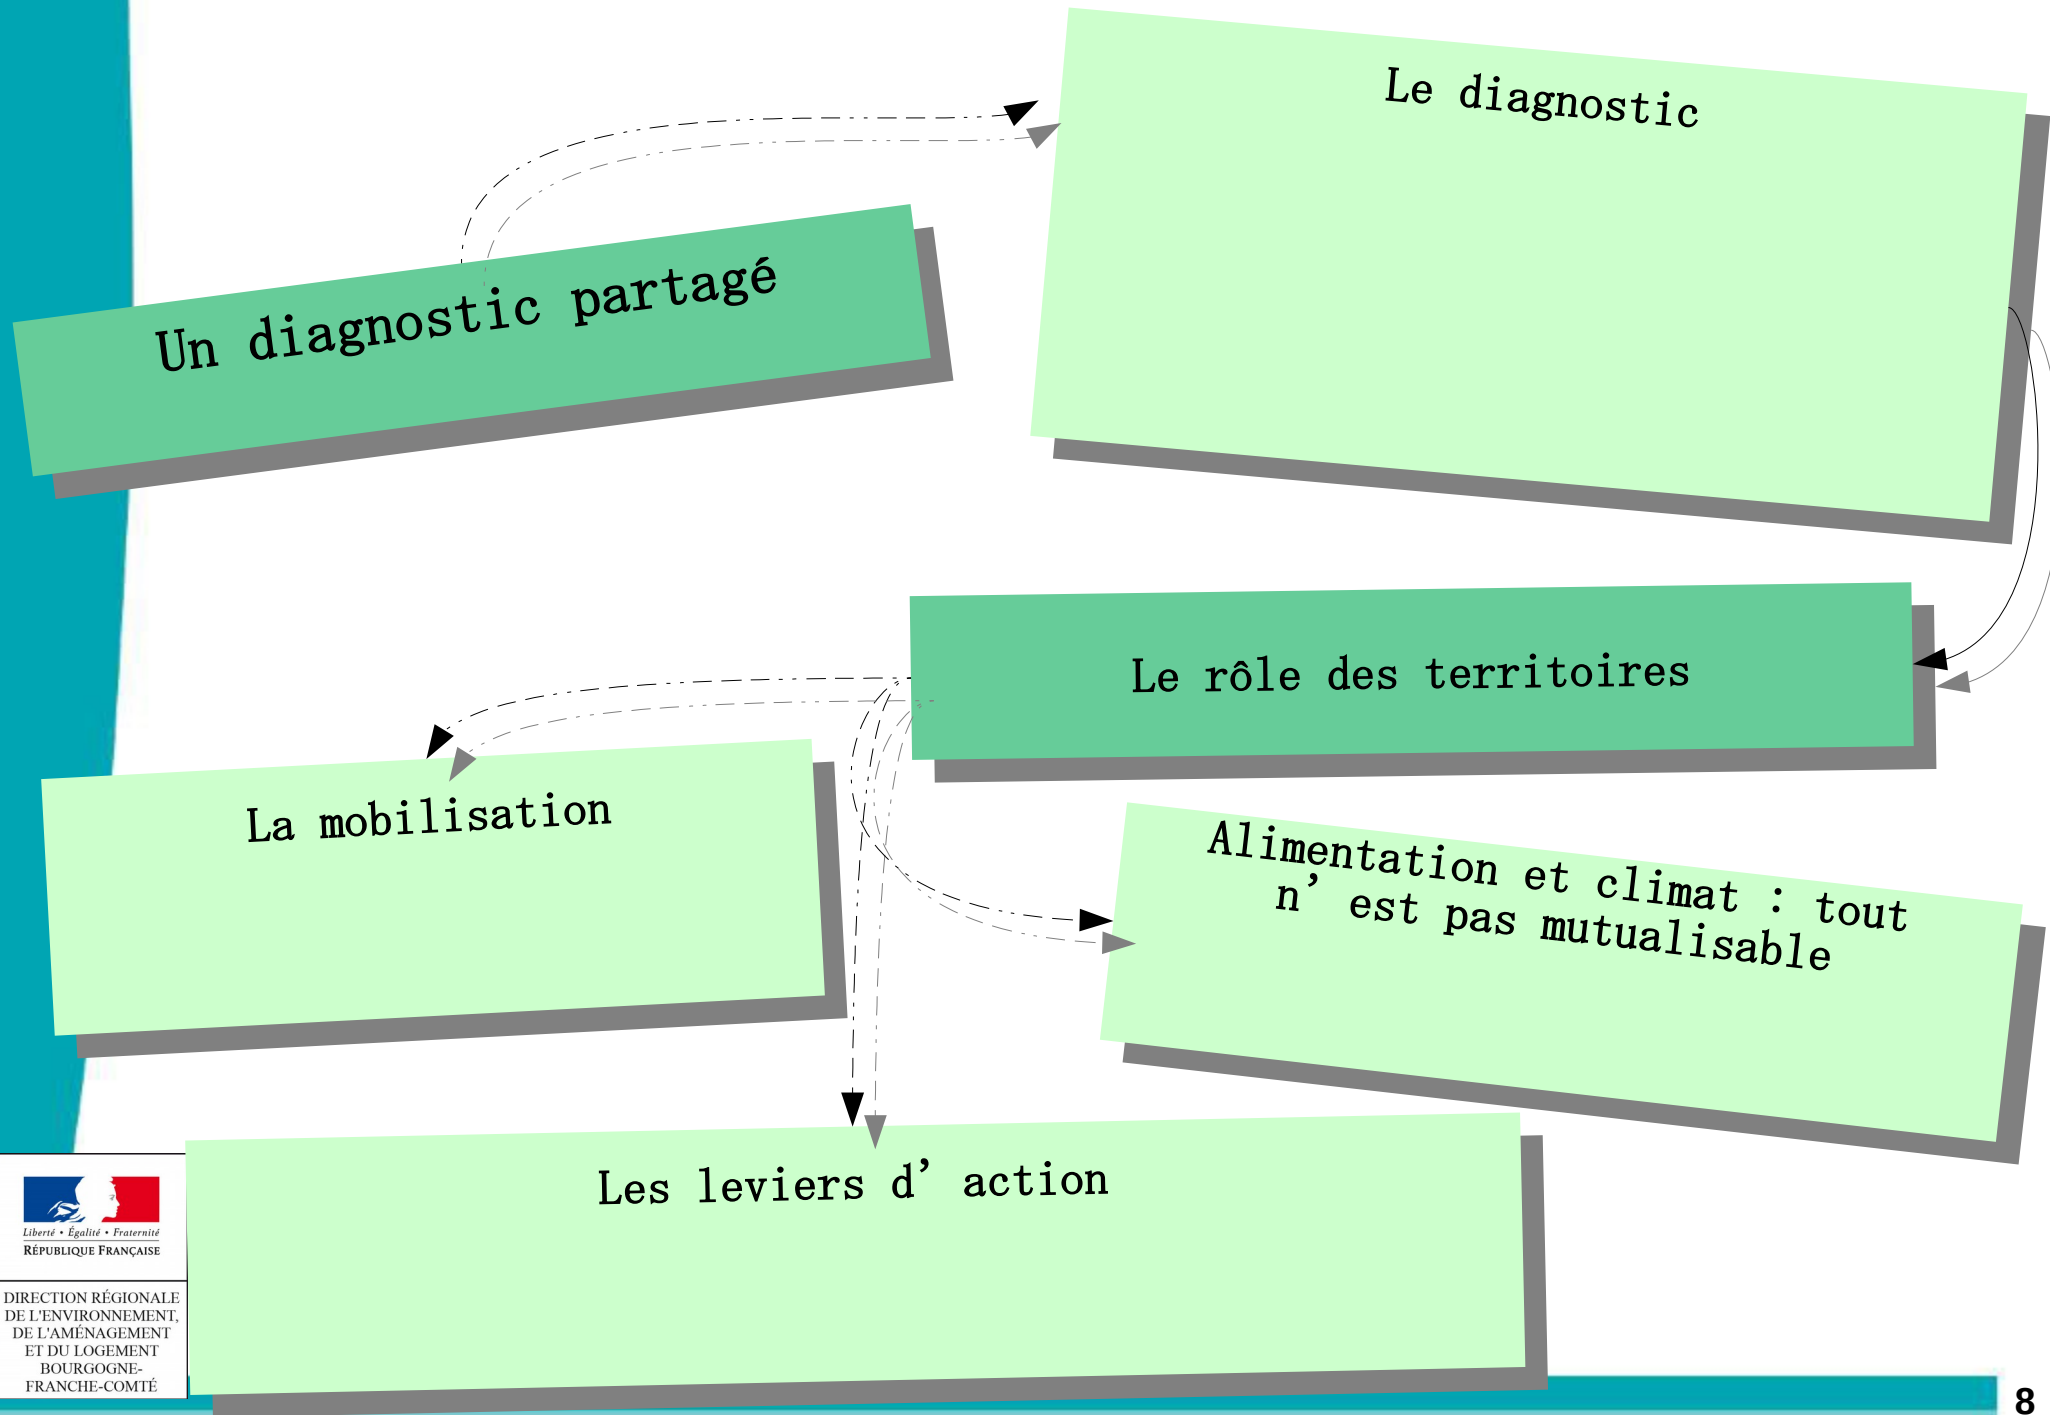 Le diagnostic
Un diagnostic partagé
Le rôle des territoires
La mobilisation
Alimentation et climat : tout
n’ est pas mutualisable
Les leviers d’ action
Liberté • Égalité • Fraternité
RÉPUBLIQUE FRANÇAISE
DIRECTION RÉGIONALE
DE L'ENVIRONNEMENT,
DE L'AMÉNAGEMENT
ET DU LOGEMENT
BOURGOGNE-
FRANCHE-COMTÉ
8